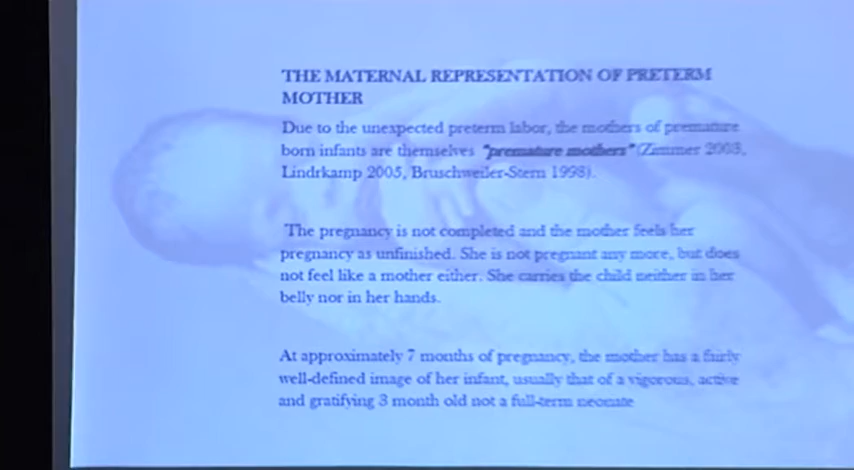 THE MATERNAL REPRESENTATION OF PRETERM
MOTHER
Due to the unexpected preterm labor, the mothers of premature
born infants are themselves "premature mothers" (Zimmer 2003,
Lindrkamp 2005, Bruschweiler-Stern 1998).
The pregnancy is not completed and the mother feels her
pregnancy as unfinished. She is not pregnant any more, but does
not feel like a mother either. She carries the child neither in her
belly nor in her hands.
At approximately 7 months of pregnancy, the mother has a fairly
well-defined image of her infant, usually that of a vigorous, active
and gratifying 3 month old not a full-term neonate